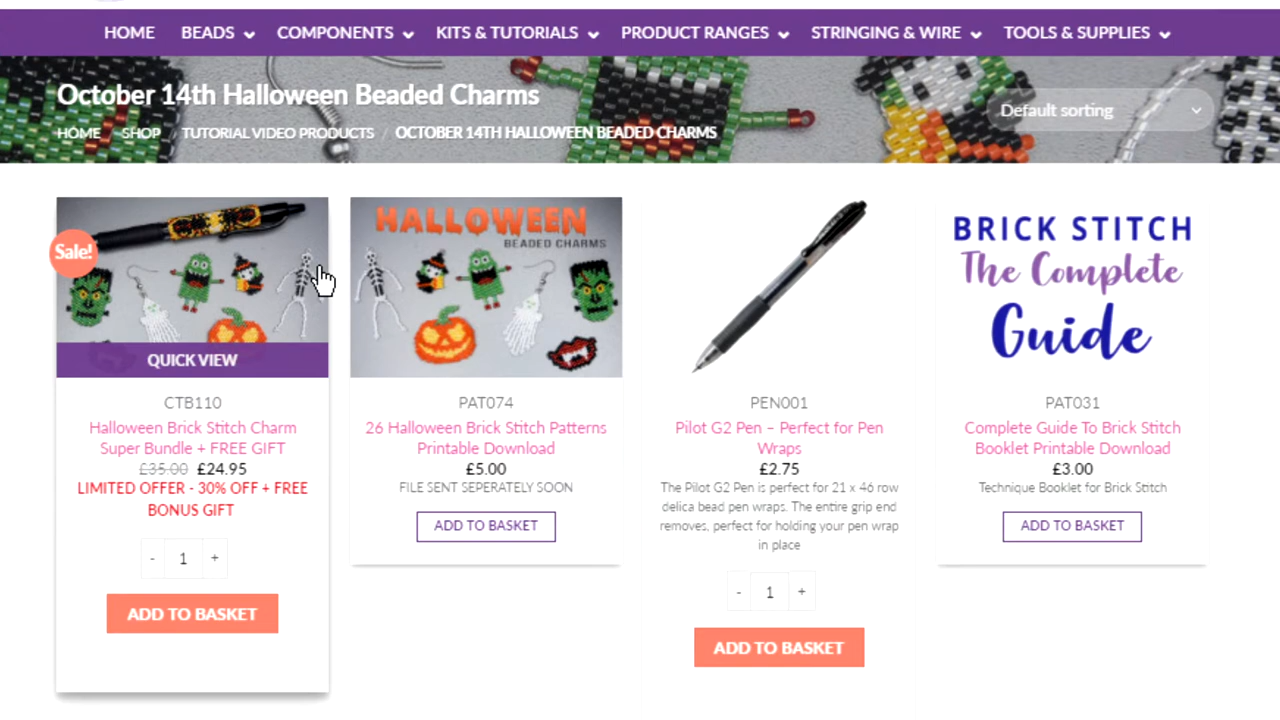 HOME BEADS COMPONENTS KITS & TUTORIALS PRODUCT RANGES STRINGING & WIRE TOOLS & SUPPLIES
October 14th Halloween Beaded Charms
Default sorting
HOME / SHOP / TUTORIAL VIDEO PRODUCTS / OCTOBER 14TH HALLOWEEN BEADED CHARMS
Sale!
QUICK VIEW
CTB110
Halloween Brick Stitch Charm
Super Bundle + FREE GIFT
£35.00 £24.95
LIMITED OFFER - 30% OFF + FREE
BONUS GIFT
- 1 +
ADD TO BASKET
HALLOWEEN
BEADED CHARMS
PAT074
26 Halloween Brick Stitch Patterns
Printable Download
£5.00
FILE SENT SEPERATELY SOON
ADD TO BASKET
PEN001
Pilot G2 Pen – Perfect for Pen
Wraps
£2.75
The Pilot G2 Pen is perfect for 21 x 46 row
delica bead pen wraps. The entire grip end
removes, perfect for holding your pen wrap
in place
- 1 +
ADD TO BASKET
BRICK STITCH
The Complete
Guide
PAT031
Complete Guide To Brick Stitch
Booklet Printable Download
£3.00
Technique Booklet for Brick Stitch
ADD TO BASKET